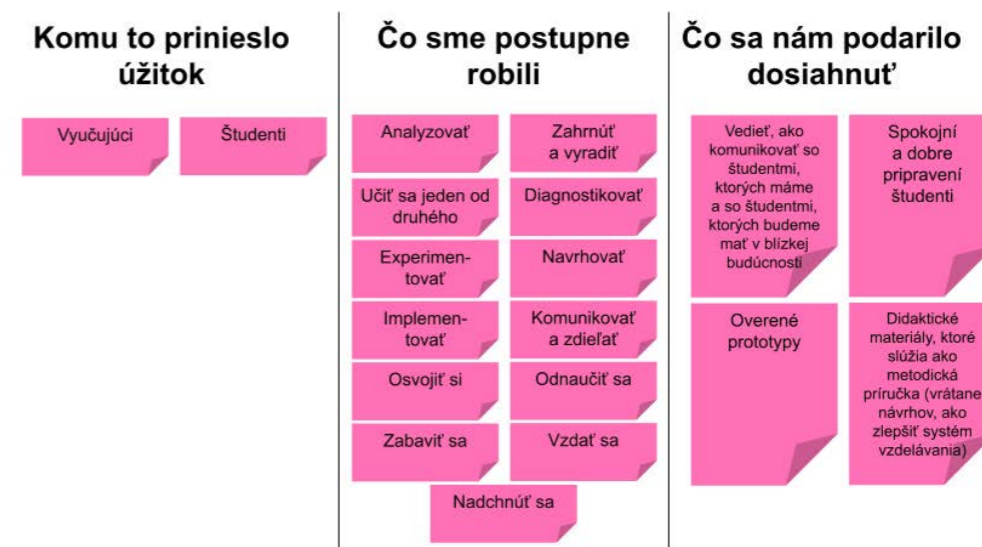 Komu to prinieslo
úžitok
Vyučujúci
Študenti
Čo sme postupne
robili
Analyzovať
Zahrnúť
a vyradiť
Učiť sa jeden od
druhého
Diagnostikovať
Experimen-
tovať
Navrhovať
Implemen-
tovať
Komunikovať
a zdieľať
Osvojiť si
Odnaučiť sa
Zabaviť sa
Vzdať sa
Nadchnúť sa
Čo sa nám podarilo
dosiahnuť
Vedieť, ako
komunikovať so
študentmi,
ktorých máme
a so študentmi,
ktorých budeme
mať v blízkej
budúcnosti
Spokojní
a dobre
pripravení
študenti
Overené
prototypy
Didaktické
materiály, ktoré
slúžia ako
metodická
príručka (vrátane
návrhov, ako
zlepšiť systém
vzdelávania)